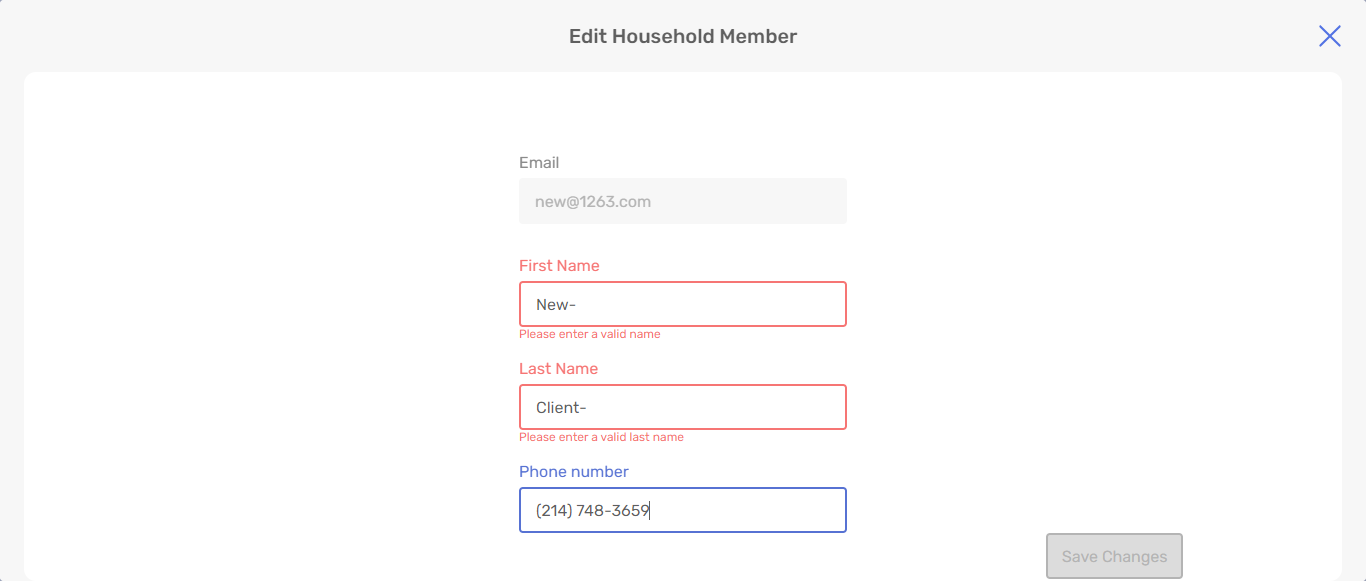 Edit Household Member
Email
new@1263.com
First Name
New-
Please enter a valid name
Last Name
Client-
Please enter a valid last name
Phone number
(214) 748-3659
Save Changes